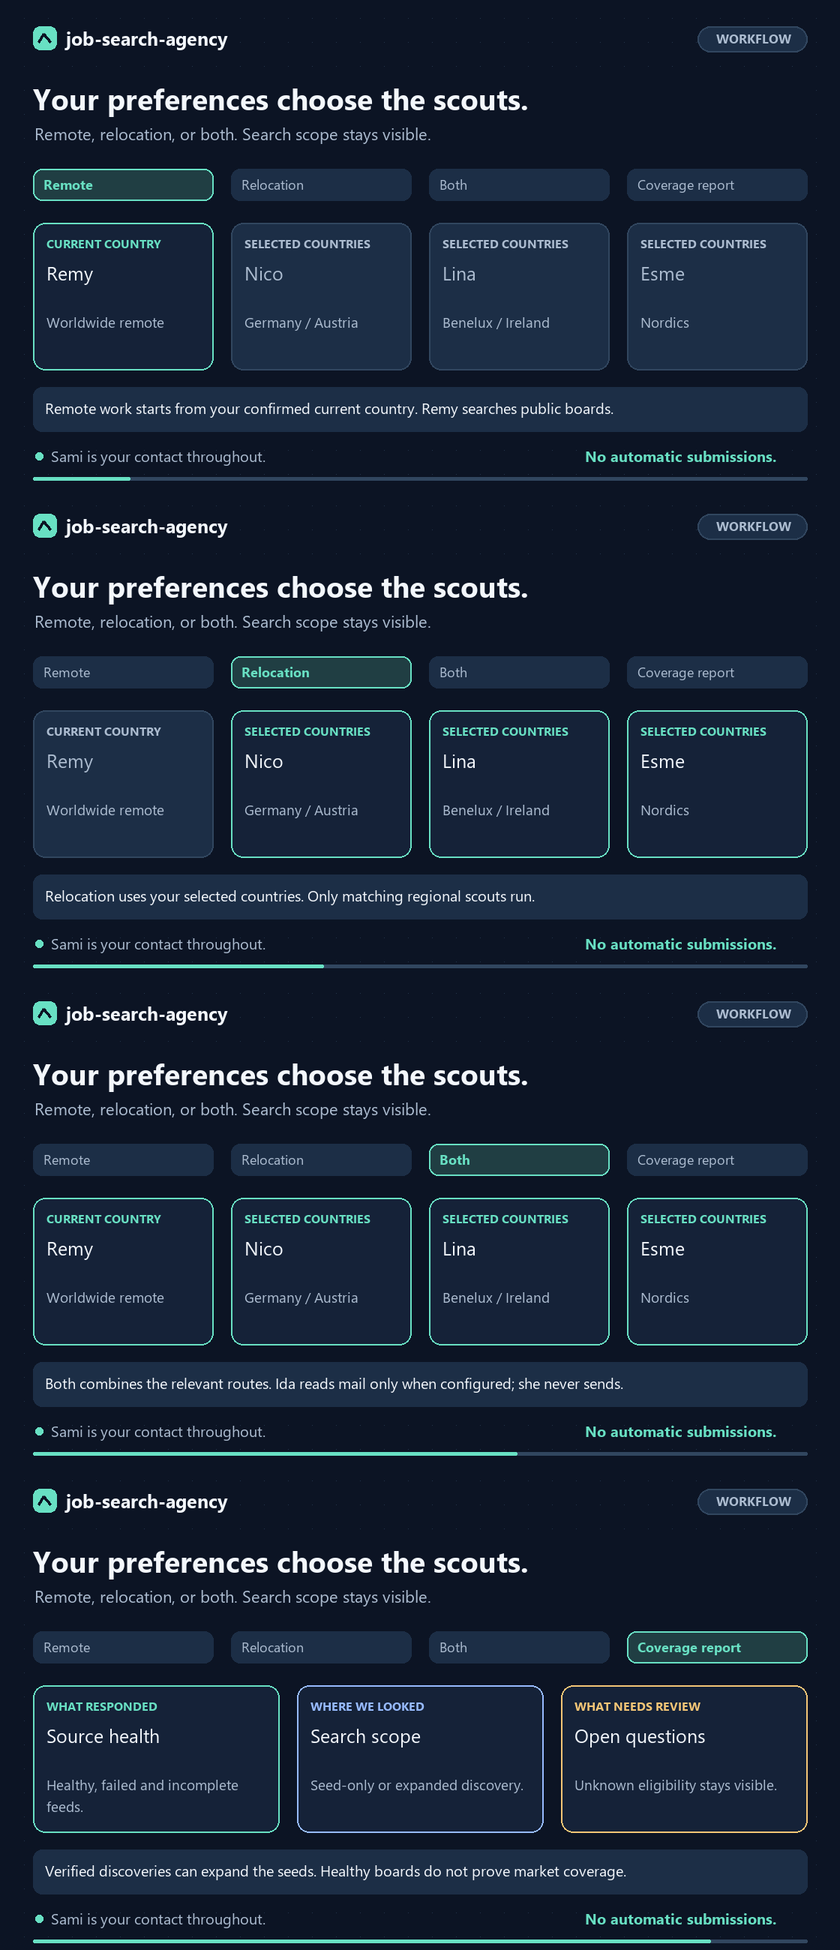 job-search-agency
WORKFLOW
Your preferences choose the scouts.
Remote, relocation, or both. Search scope stays visible.
Remote
Relocation
Both
Coverage report
CURRENT COUNTRY
Remy
Worldwide remote
SELECTED COUNTRIES
Nico
Germany / Austria
SELECTED COUNTRIES
Lina
Benelux / Ireland
SELECTED COUNTRIES
Esme
Nordics
Remote work starts from your confirmed current country. Remy searches public boards.
Sami is your contact throughout.
No automatic submissions.
job-search-agency
WORKFLOW
Your preferences choose the scouts.
Remote, relocation, or both. Search scope stays visible.
Remote
Relocation
Both
Coverage report
CURRENT COUNTRY
Remy
Worldwide remote
SELECTED COUNTRIES
Nico
Germany / Austria
SELECTED COUNTRIES
Lina
Benelux / Ireland
SELECTED COUNTRIES
Esme
Nordics
Relocation uses your selected countries. Only matching regional scouts run.
Sami is your contact throughout.
No automatic submissions.
job-search-agency
WORKFLOW
Your preferences choose the scouts.
Remote, relocation, or both. Search scope stays visible.
Remote
Relocation
Both
Coverage report
CURRENT COUNTRY
Remy
Worldwide remote
SELECTED COUNTRIES
Nico
Germany / Austria
SELECTED COUNTRIES
Lina
Benelux / Ireland
SELECTED COUNTRIES
Esme
Nordics
Both combines the relevant routes. Ida reads mail only when configured; she never sends.
Sami is your contact throughout.
No automatic submissions.
job-search-agency
WORKFLOW
Your preferences choose the scouts.
Remote, relocation, or both. Search scope stays visible.
Remote
Relocation
Both
Coverage report
WHAT RESPONDED
Source health
Healthy, failed and incomplete
feeds.
WHERE WE LOOKED
Search scope
Seed-only or expanded discovery.
WHAT NEEDS REVIEW
Open questions
Unknown eligibility stays visible.
Verified discoveries can expand the seeds. Healthy boards do not prove market coverage.
Sami is your contact throughout.
No automatic submissions.